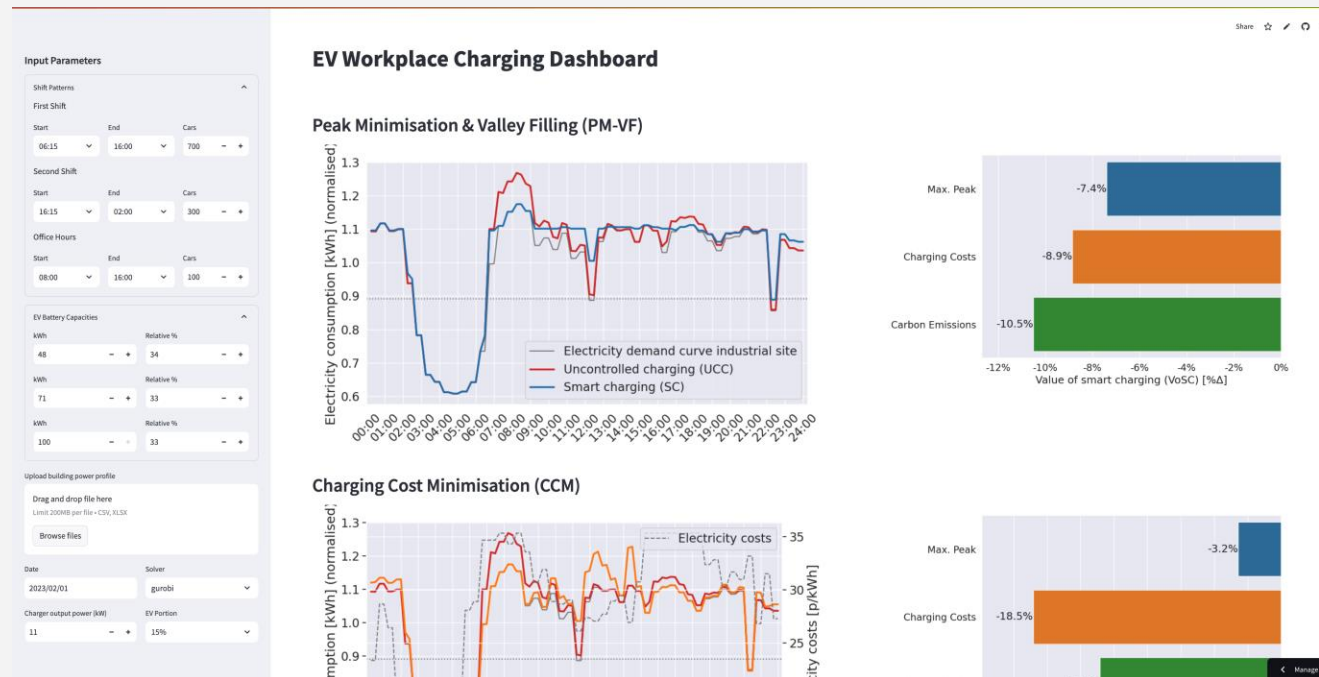 Share
Input Parameters
Shift Patterns
First Shift
Start End Cars
06:15 16:00 700 - +
Second Shift
Start End Cars
16:15 02:00 300 - +
Office Hours
Start End Cars
08:00 16:00 100 - +
EV Battery Capacities
kWh Relative %
48 - + 34 - +
kWh Relative %
71 - + 33 - +
kWh Relative %
100 - + 33 - +
Upload building power profile
Drag and drop file here
Limit 200MB per file • CSV, XLSX
Browse files
Date Solver
2023/02/01 gurobi
Charger output power (kW) EV Portion
11 - + 15%
EV Workplace Charging Dashboard
Peak Minimisation & Valley Filling (PM-VF)
Electricity consumption [kWh] (normalised)
1.3
1.2
1.1
1.0
0.9
0.8
0.7
0.6
Electricity demand curve industrial site
Uncontrolled charging (UCC)
Smart charging (SC)
00:00 01:00 02:00 03:00 04:00 05:00 06:00 07:00 08:00 09:00 10:00 11:00 12:00 13:00 14:00 15:00 16:00 17:00 18:00 19:00 20:00 21:00 22:00 23:00 24:00
Max. Peak -7.4%
Charging Costs -8.9%
Carbon Emissions -10.5%
-12% -10% -8% -6% -4% -2% 0%
Value of smart charging (VoSC) [%Δ]
Charging Cost Minimisation (CCM)
mption [kWh] (normalised)
1.3
1.2
1.1
1.0
0.9
Electricity costs
35
30
25
ity costs [p/kWh]
Max. Peak -3.2%
Charging Costs -18.5%
< Manage